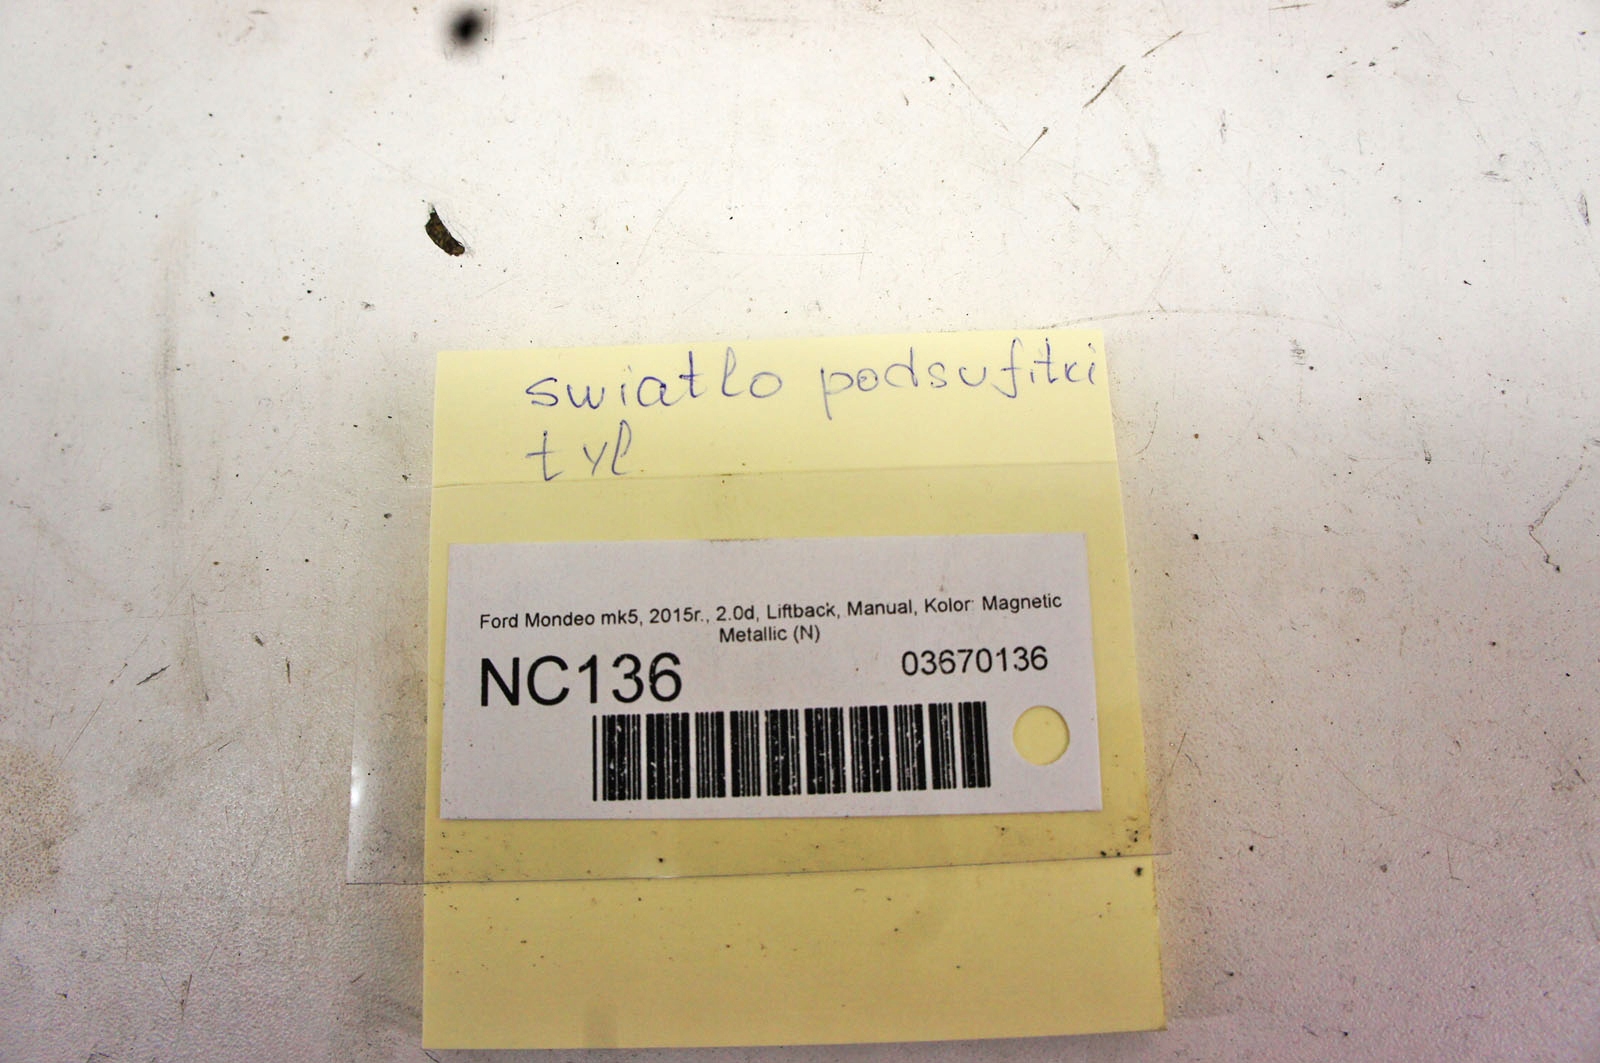 swiatlo podsufitki
tyl
Ford Mondeo mk5, 2015r., 2.0d, Liftback, Manual, Kolor: Magnetic
Metallic (N)
NC136
03670136